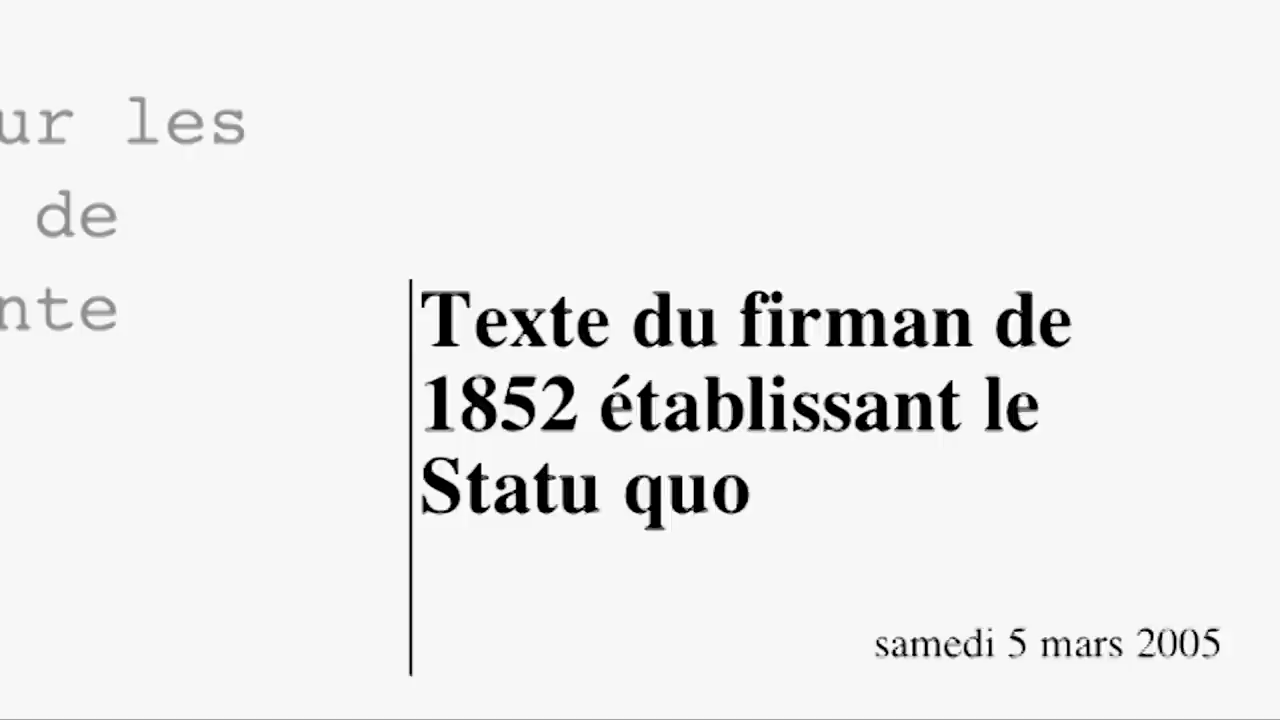 ur les
de
nte
Texte du firman de
1852 établissant le
Statu quo
samedi 5 mars 2005